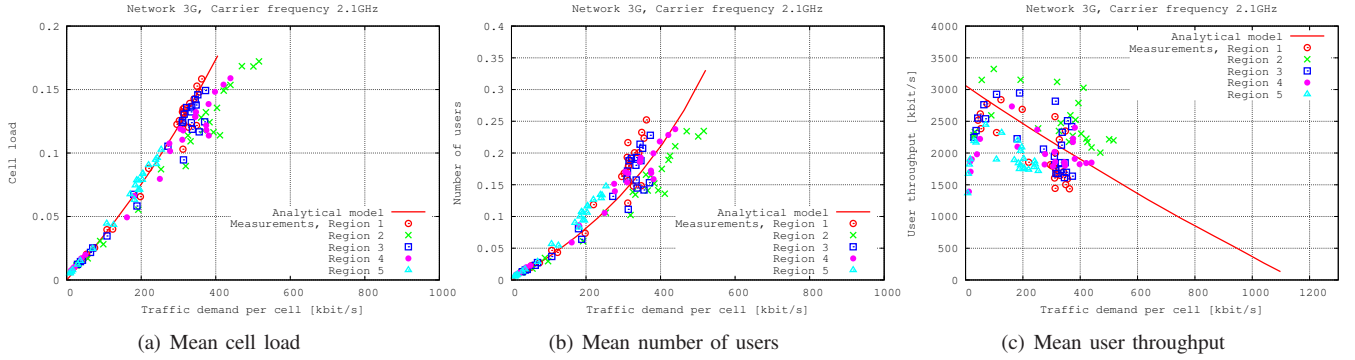 Network 3G, Carrier frequency 2.1GHz
0.2
0.15
0.1
0.05
0
0
200
400
600
800
1000
Cell load
Traffic demand per cell [kbit/s]
Analytical model
Measurements, Region 1
Region 2
Region 3
Region 4
Region 5
(a) Mean cell load
Network 3G, Carrier frequency 2.1GHz
0.4
0.35
0.3
0.25
0.2
0.15
0.1
0.05
0
0
200
400
600
800
1000
Number of users
Traffic demand per cell [kbit/s]
Analytical model
Measurements, Region 1
Region 2
Region 3
Region 4
Region 5
(b) Mean number of users
Network 3G, Carrier frequency 2.1GHz
4000
3500
3000
2500
2000
1500
1000
500
0
0
200
400
600
800
1000
1200
User throughput [kbit/s]
Traffic demand per cell [kbit/s]
Analytical model
Measurements, Region 1
Region 2
Region 3
Region 4
Region 5
(c) Mean user throughput